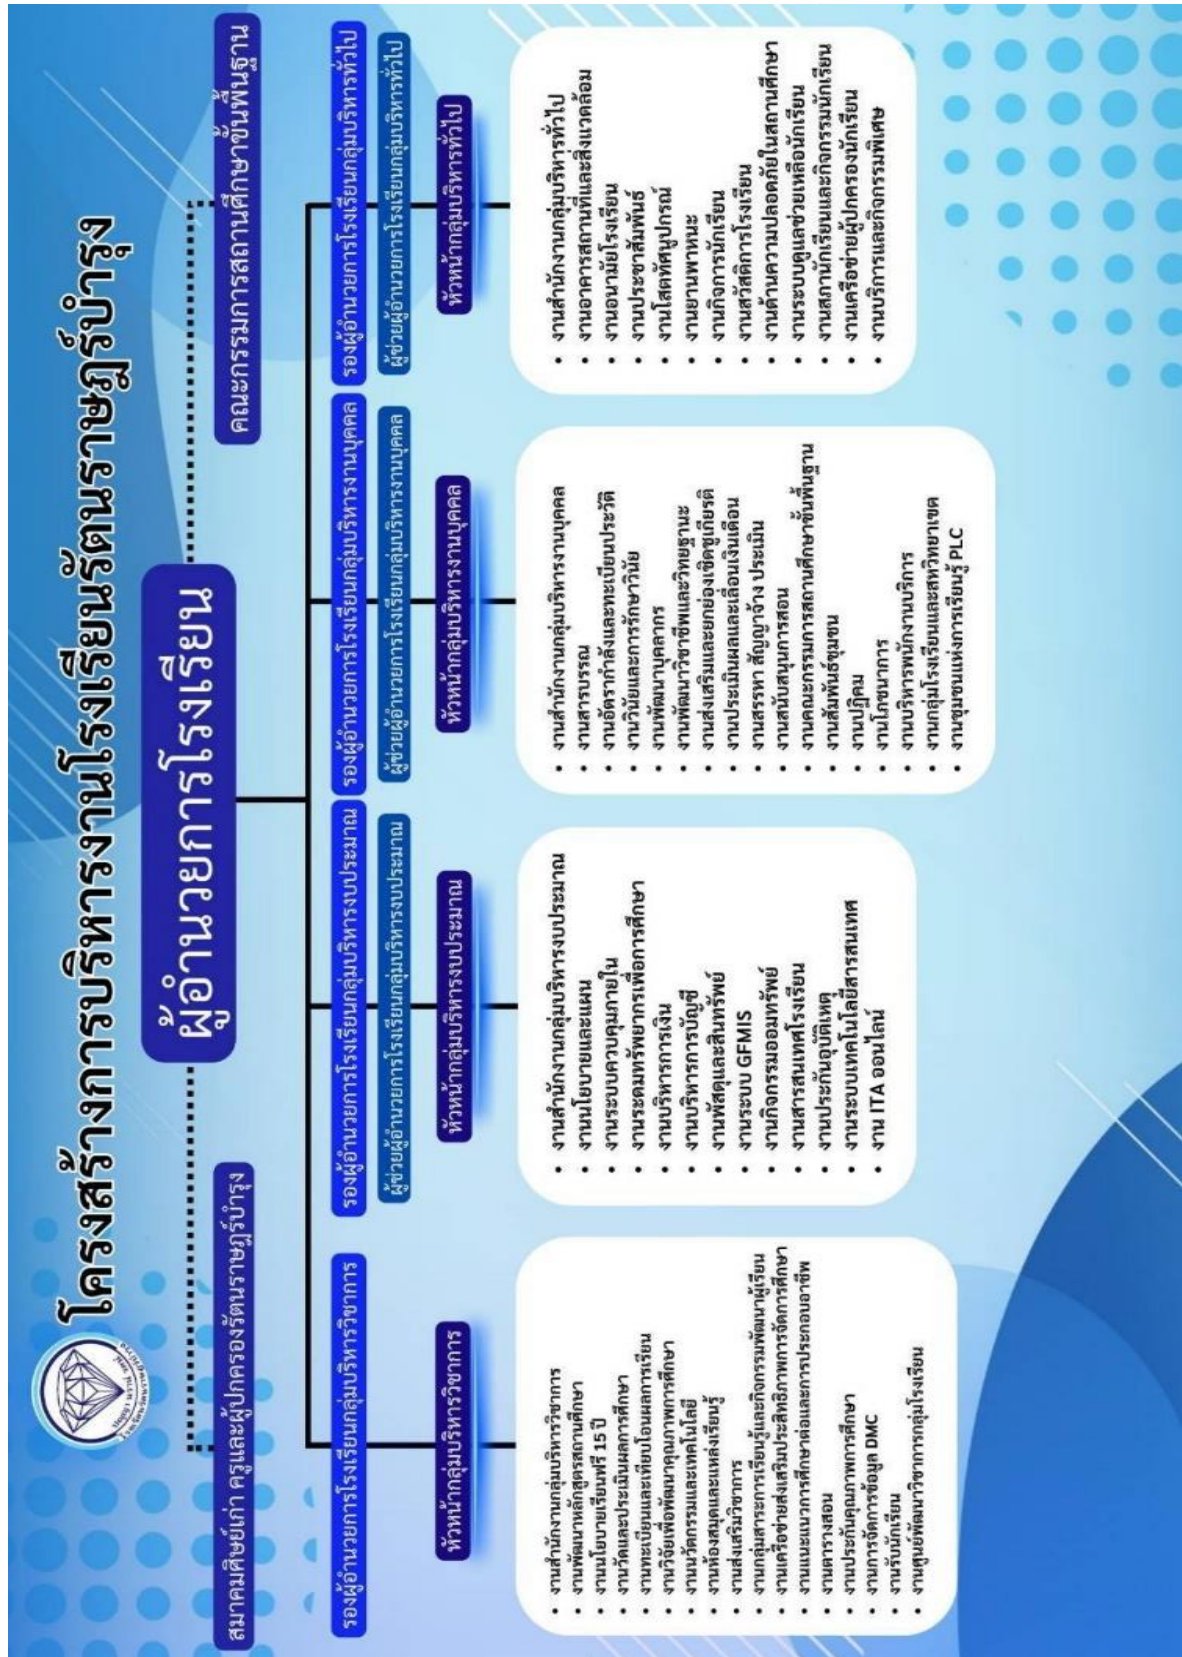 โครงสร้างการบริหารงานโรงเรียนรัตนราษฎร์บำรุง
ผู้อำนวยการโรงเรียน
สมาคมศิษย์เก่า ครูและผู้ปกครองรัตนราษฎร์บำรุง
คณะกรรมการสถานศึกษาขั้นพื้นฐาน
รองผู้อำนวยการโรงเรียนกลุ่มบริหารวิชาการ
หัวหน้ากลุ่มบริหารวิชาการ
• งานสำนักงานกลุ่มบริหารวิชาการ
• งานพัฒนาหลักสูตรสถานศึกษา
• งานนโยบายเรียนฟรี 15 ปี
• งานวัดและประเมินผลการศึกษา
• งานทะเบียนและเทียบโอนผลการเรียน
• งานวิจัยเพื่อพัฒนาคุณภาพการศึกษา
• งานนวัตกรรมและเทคโนโลยี
• งานห้องสมุดและแหล่งเรียนรู้
• งานส่งเสริมวิชาการ
• งานกลุ่มสาระการเรียนรู้และกิจกรรมพัฒนาผู้เรียน
• งานเครือข่ายส่งเสริมประสิทธิภาพการจัดการศึกษา
• งานแนะแนวการศึกษาต่อและการประกอบอาชีพ
• งานตารางสอน
• งานประกันคุณภาพการศึกษา
• งานการจัดการข้อมูล DMC
• งานรับนักเรียน
• งานศูนย์พัฒนาวิชาการกลุ่มโรงเรียน
รองผู้อำนวยการโรงเรียนกลุ่มบริหารงบประมาณ
ผู้ช่วยผู้อำนวยการโรงเรียนกลุ่มบริหารงบประมาณ
หัวหน้ากลุ่มบริหารงบประมาณ
• งานสำนักงานกลุ่มบริหารงบประมาณ
• งานนโยบายและแผน
• งานระบบควบคุมภายใน
• งานระดมทรัพยากรเพื่อการศึกษา
• งานบริหารการเงิน
• งานบริหารการบัญชี
• งานพัสดุและสินทรัพย์
• งานระบบ GFMIS
• งานกิจกรรมออมทรัพย์
• งานสารสนเทศโรงเรียน
• งานประกันอุบัติเหตุ
• งานระบบเทคโนโลยีสารสนเทศ
• งาน ITA ออนไลน์
รองผู้อำนวยการโรงเรียนกลุ่มบริหารงานบุคคล
ผู้ช่วยผู้อำนวยการโรงเรียนกลุ่มบริหารงานบุคคล
หัวหน้ากลุ่มบริหารงานบุคคล
• งานสำนักงานกลุ่มบริหารงานบุคคล
• งานสารบรรณ
• งานอัตรากำลังและทะเบียนประวัติ
• งานวินัยและการรักษาวินัย
• งานพัฒนาบุคลากร
• งานพัฒนาวิชาชีพและวิทยฐานะ
• งานส่งเสริมและยกย่องเชิดชูเกียรติ
• งานประเมินผลและเลื่อนเงินเดือน
• งานสรรหา สัญญาจ้าง ประเมิน
• งานสนับสนุนการสอน
• งานคณะกรรมการสถานศึกษาขั้นพื้นฐาน
• งานสัมพันธ์ชุมชน
• งานปฏิคม
• งานโภชนาการ
• งานบริหารพนักงานบริการ
• งานกลุ่มโรงเรียนและสหวิทยาเขต
• งานชุมชนแห่งการเรียนรู้ PLC
รองผู้อำนวยการโรงเรียนกลุ่มบริหารทั่วไป
ผู้ช่วยผู้อำนวยการโรงเรียนกลุ่มบริหารทั่วไป
หัวหน้ากลุ่มบริหารทั่วไป
• งานสำนักงานกลุ่มบริหารทั่วไป
• งานอาคารสถานที่และสิ่งแวดล้อม
• งานอนามัยโรงเรียน
• งานประชาสัมพันธ์
• งานโสตทัศนูปกรณ์
• งานยานพาหนะ
• งานกิจการนักเรียน
• งานสวัสดิการโรงเรียน
• งานด้านความปลอดภัยในสถานศึกษา
• งานระบบดูแลช่วยเหลือนักเรียน
• งานสภานักเรียนและกิจกรรมนักเรียน
• งานเครือข่ายผู้ปกครองนักเรียน
• งานบริการและกิจกรรมพิเศษ